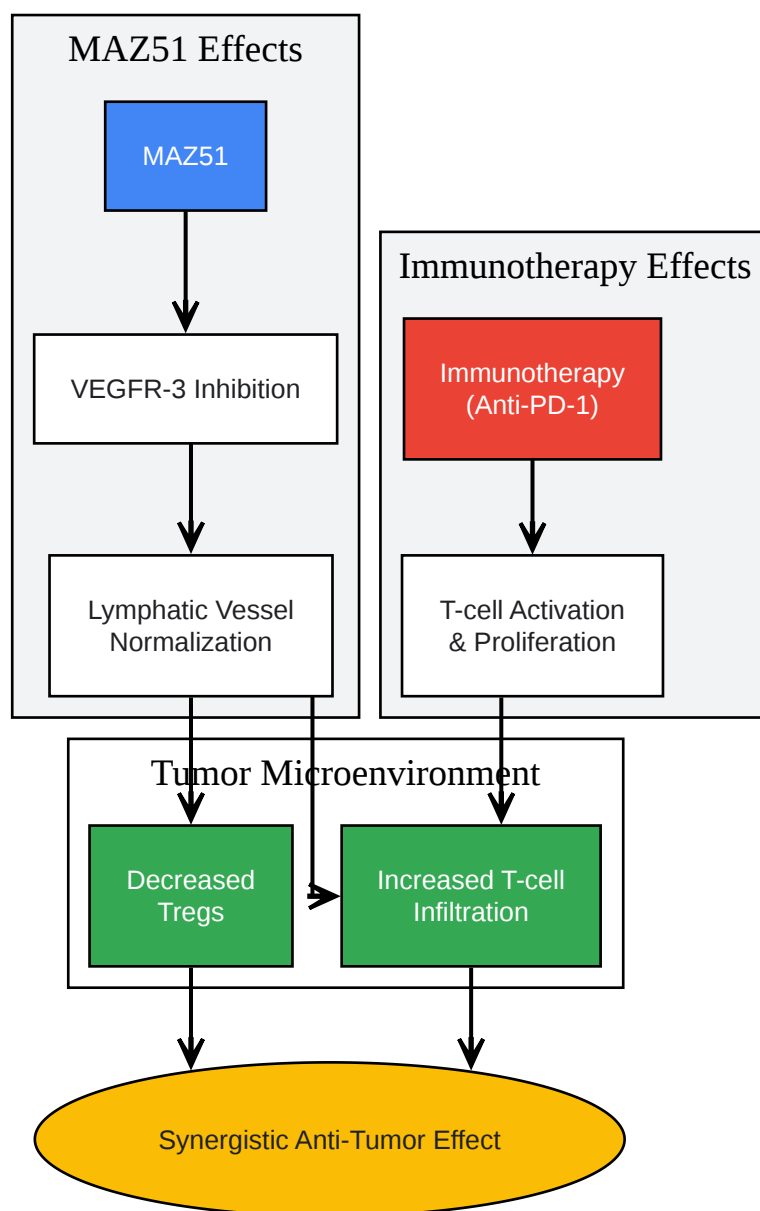 MAZ51 Effects
MAZ51
VEGFR-3 Inhibition
Lymphatic Vessel
Normalization
Immunotherapy Effects
Immunotherapy
(Anti-PD-1)
T-cell Activation
& Proliferation
Tumor Microenvironment
Decreased
Tregs
Increased T-cell
Infiltration
Synergistic Anti-Tumor Effect